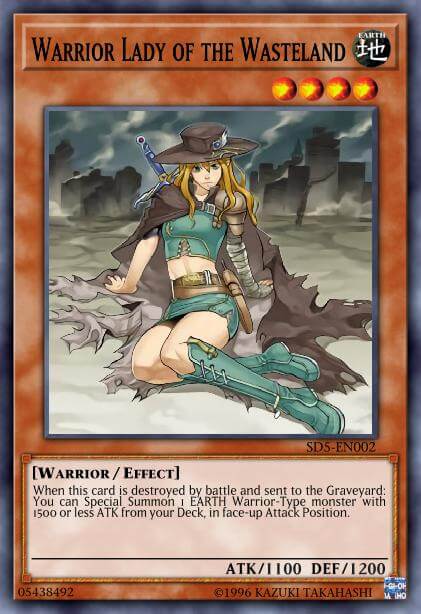 WARRIOR LADY OF THE WASTELAND
EARTH
地
SD5-EN002
[WARRIOR / EFFECT]
When this card is destroyed by battle and sent to the Graveyard:
You can Special Summon 1 EARTH Warrior-Type monster with
1500 or less ATK from your Deck, in face-up Attack Position.
ATK/1100 DEF/1200
05438492
©1996 KAZUKI TAKAHASHI